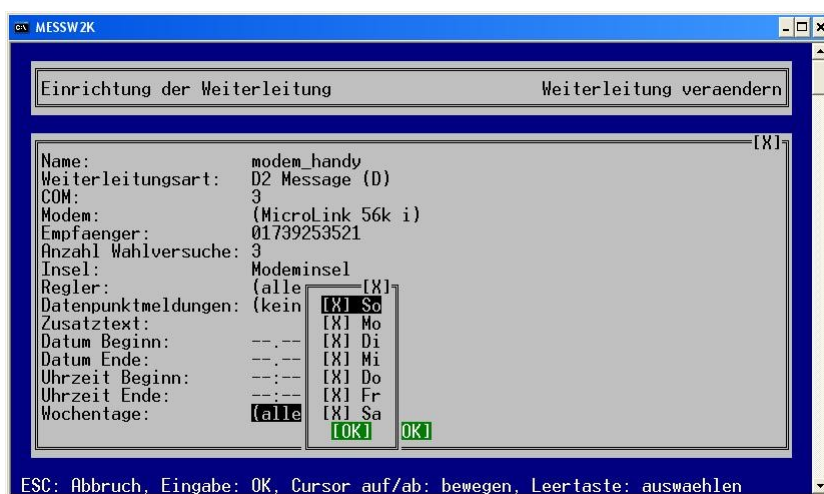 MESSW2K
Einrichtung der Weiterleitung Weiterleitung veraendern
[X]
Name: modem_handy
Weiterleitungsart: D2 Message (D)
COM: 3
Modem: (MicroLink 56k i)
Empfaenger: 01739253521
Anzahl Wahlversuche: 3
Insel: Modeminsel
Regler: (alle [X]
Datenpunktmeldungen: (kein [X] So
Zusatztext: [X] Mo
Datum Beginn: --.-- [X] Di
Datum Ende: --.-- [X] Mi
Uhrzeit Beginn: --:-- [X] Do
Uhrzeit Ende: --:-- [X] Fr
Wochentage: (alle [X] Sa
[OK] OK]
ESC: Abbruch, Eingabe: OK, Cursor auf/ab: bewegen, Leertaste: auswaehlen